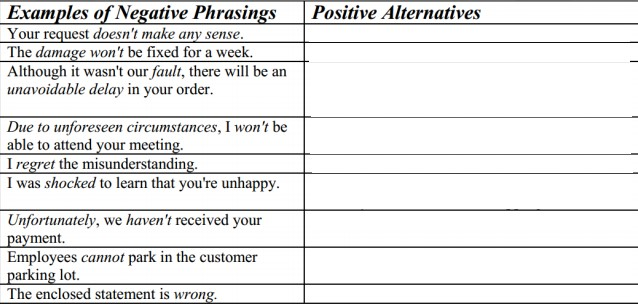 Examples of Negative Phrasings
Positive Alternatives
Your request doesn't make any sense.
The damage won't be fixed for a week.
Although it wasn't our fault, there will be an
unavoidable delay in your order.
Due to unforeseen circumstances, I won't be
able to attend your meeting.
I regret the misunderstanding.
I was shocked to learn that you're unhappy.
Unfortunately, we haven't received your
payment.
Employees cannot park in the customer
parking lot.
The enclosed statement is wrong.